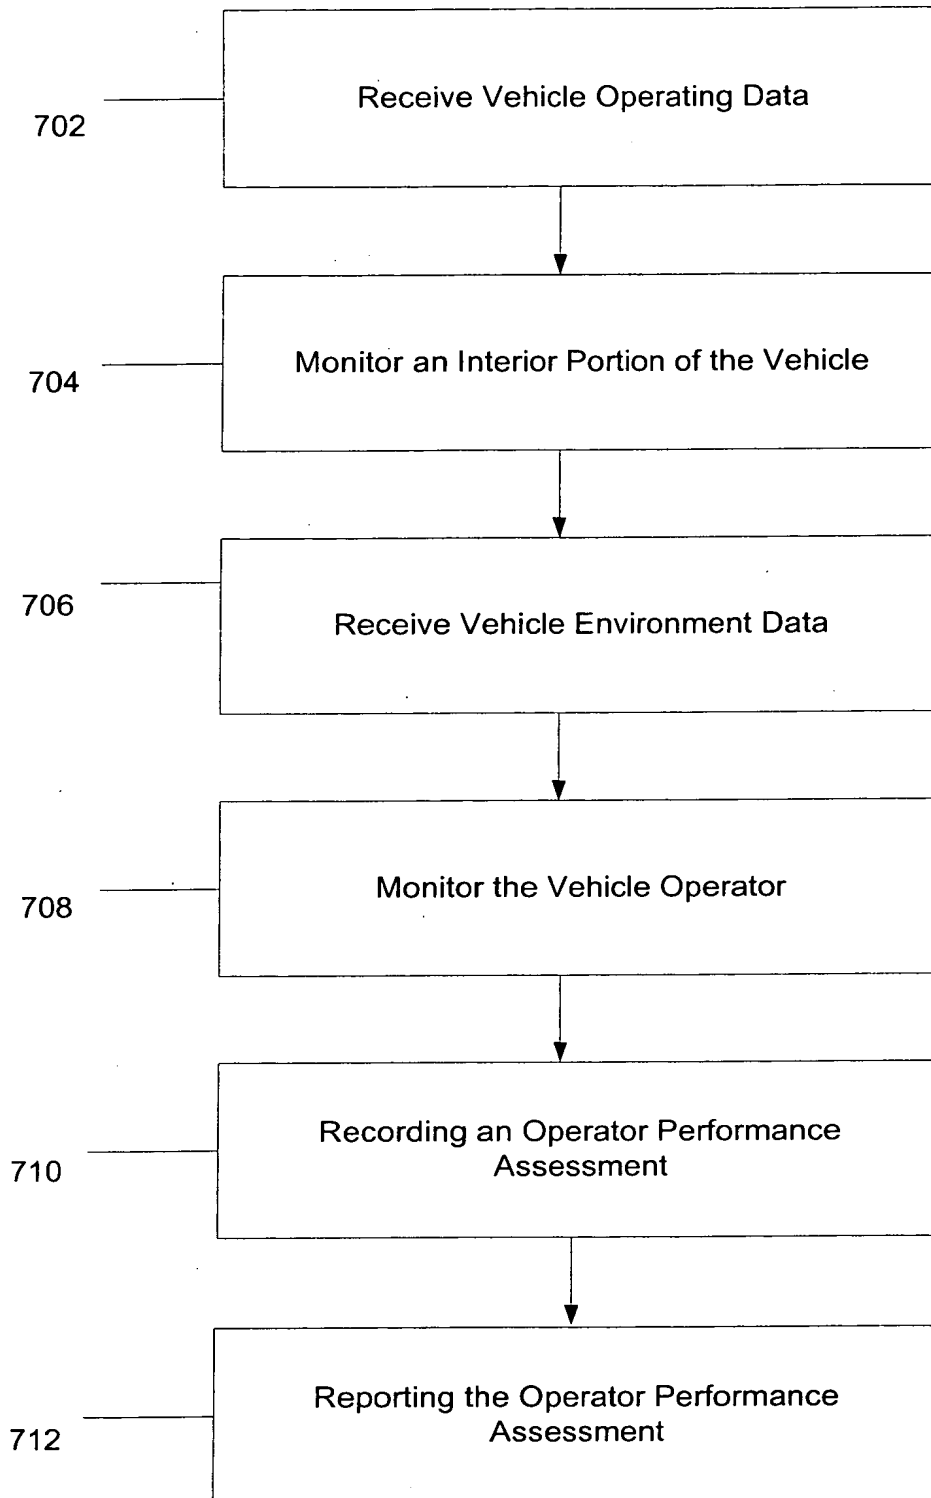 Receive Vehicle Operating Data
702
Monitor an Interior Portion of the Vehicle
704
Receive Vehicle Environment Data
706
Monitor the Vehicle Operator
708
Recording an Operator Performance
Assessment
710
Reporting the Operator Performance
Assessment
712